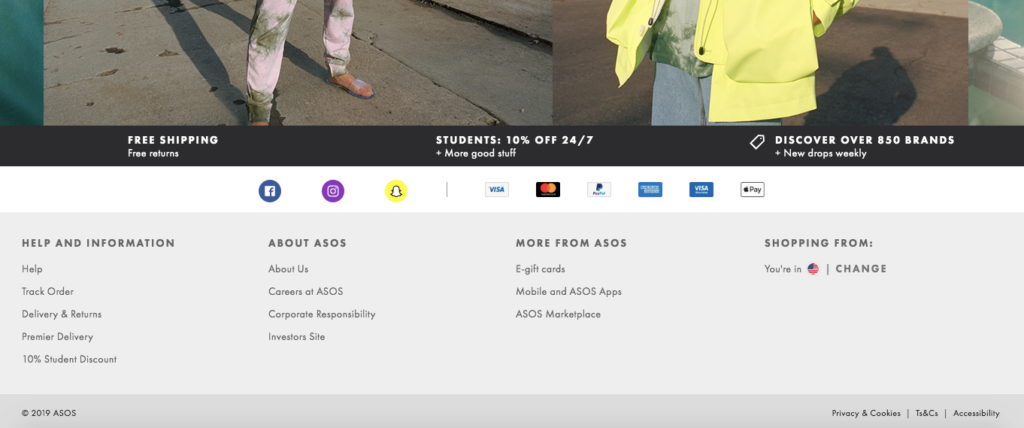 FREE SHIPPING
Free returns
STUDENTS: 10% OFF 24/7
+ More good stuff
DISCOVER OVER 850 BRANDS
+ New drops weekly
VISA
PayPal
VISA
Pay
HELP AND INFORMATION
Help
Track Order
Delivery & Returns
Premier Delivery
10% Student Discount
ABOUT ASOS
About Us
Careers at ASOS
Corporate Responsibility
Investors Site
MORE FROM ASOS
E-gift cards
Mobile and ASOS Apps
ASOS Marketplace
SHOPPING FROM:
You're in | CHANGE
© 2019 ASOS
Privacy & Cookies | Ts&Cs | Accessibility